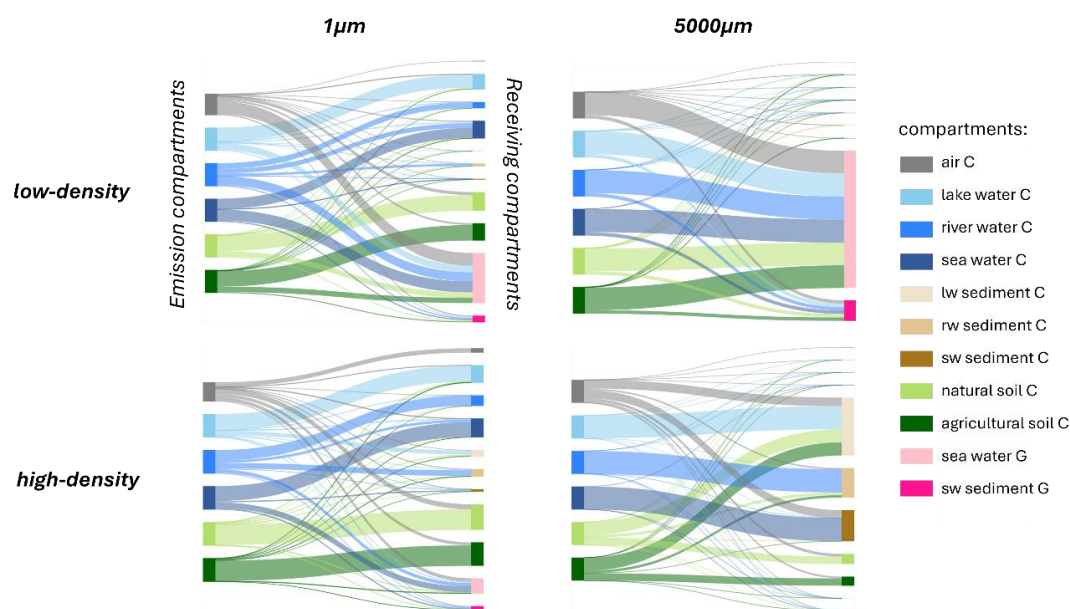 1µm
5000µm
Emission compartments
Receiving compartments
low-density
high-density
compartments:
air C
lake water C
river water C
sea water C
lw sediment C
rw sediment C
sw sediment C
natural soil C
agricultural soil C
sea water G
sw sediment G